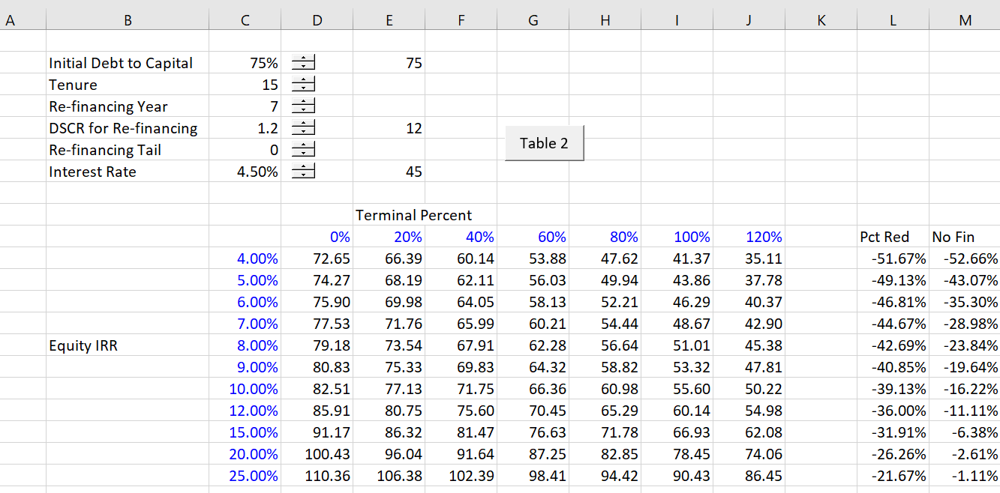 A B C D E F G H I J K L M
Initial Debt to Capital 75% 75
Tenure 15
Re-financing Year 7
DSCR for Re-financing 1.2 12
Table 2
Re-financing Tail 0
Interest Rate 4.50% 45
Terminal Percent
0% 20% 40% 60% 80% 100% 120% Pct Red No Fin
4.00% 72.65 66.39 60.14 53.88 47.62 41.37 35.11 -51.67% -52.66%
5.00% 74.27 68.19 62.11 56.03 49.94 43.86 37.78 -49.13% -43.07%
6.00% 75.90 69.98 64.05 58.13 52.21 46.29 40.37 -46.81% -35.30%
7.00% 77.53 71.76 65.99 60.21 54.44 48.67 42.90 -44.67% -28.98%
Equity IRR 8.00% 79.18 73.54 67.91 62.28 56.64 51.01 45.38 -42.69% -23.84%
9.00% 80.83 75.33 69.83 64.32 58.82 53.32 47.81 -40.85% -19.64%
10.00% 82.51 77.13 71.75 66.36 60.98 55.60 50.22 -39.13% -16.22%
12.00% 85.91 80.75 75.60 70.45 65.29 60.14 54.98 -36.00% -11.11%
15.00% 91.17 86.32 81.47 76.63 71.78 66.93 62.08 -31.91% -6.38%
20.00% 100.43 96.04 91.64 87.25 82.85 78.45 74.06 -26.26% -2.61%
25.00% 110.36 106.38 102.39 98.41 94.42 90.43 86.45 -21.67% -1.11%